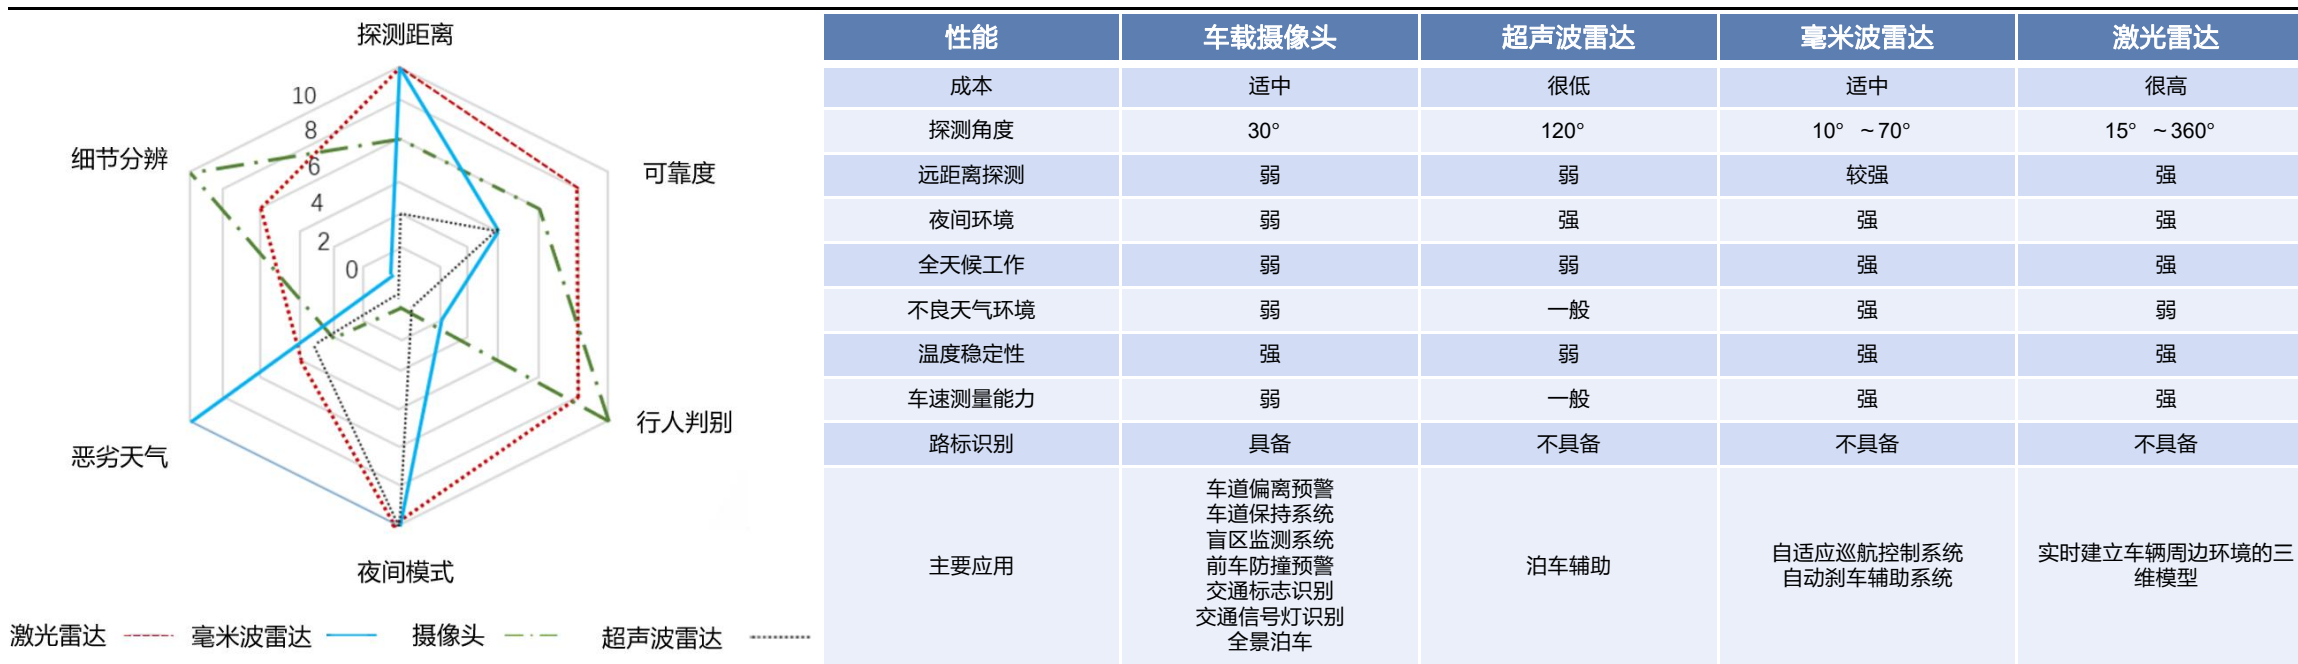 探测距离
10
8
6
4
2
0
细节分辨
可靠度
行人判别
恶劣天气
夜间模式
激光雷达 毫米波雷达 摄像头 超声波雷达
性能 车载摄像头 超声波雷达 毫米波雷达 激光雷达
成本 适中 很低 适中 很高
探测角度 30° 120° 10° ~70° 15° ~360°
远距离探测 弱 弱 较强 强
夜间环境 弱 强 强 强
全天候工作 弱 弱 强 强
不良天气环境 弱 一般 强 弱
温度稳定性 强 弱 强 强
车速测量能力 弱 一般 强 强
路标识别 具备 不具备 不具备 不具备
主要应用
车道偏离预警
车道保持系统
盲区监测系统
前车防撞预警
交通标志识别
交通信号灯识别
全景泊车
泊车辅助
自适应巡航控制系统
自动刹车辅助系统
实时建立车辆周边环境的三
维模型